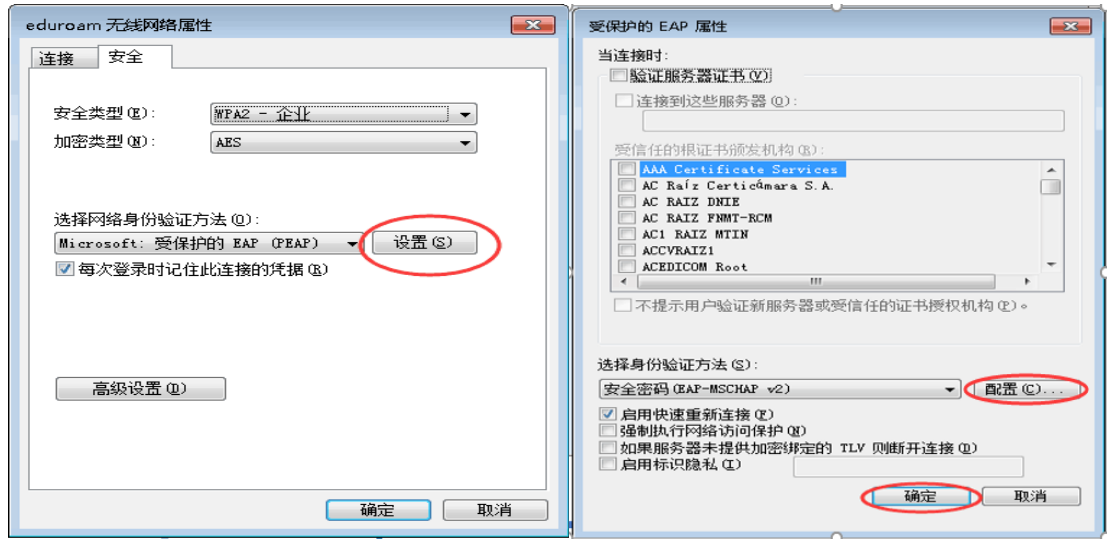 eduroam 无线网络属性
连接
安全
安全类型(E):
WPA2 - 企业
加密类型(N):
AES
选择网络身份验证方法(O):
Microsoft: 受保护的 EAP (PEAP)
设置(S)
每次登录时记住此连接的凭据(R)
高级设置(D)
确定
取消
受保护的 EAP 属性
当连接时:
验证服务器证书(V)
连接到这些服务器(O):
受信任的根证书颁发机构(R):
AAA Certificate Services
AC Raíz Certicámara S.A.
AC RAIZ DNIE
AC RAIZ FNMT-RCM
AC1 RAIZ MTIN
ACCVRAIZ1
ACEDICOM Root
不提示用户验证新服务器或受信任的证书授权机构(P)。
选择身份验证方法(S):
安全密码(EAP-MSCHAP v2)
配置(C)...
启用快速重新连接(F)
强制执行网络访问保护(N)
如果服务器未提供加密绑定的 TLV 则断开连接(D)
启用标识隐私(I)
确定
取消